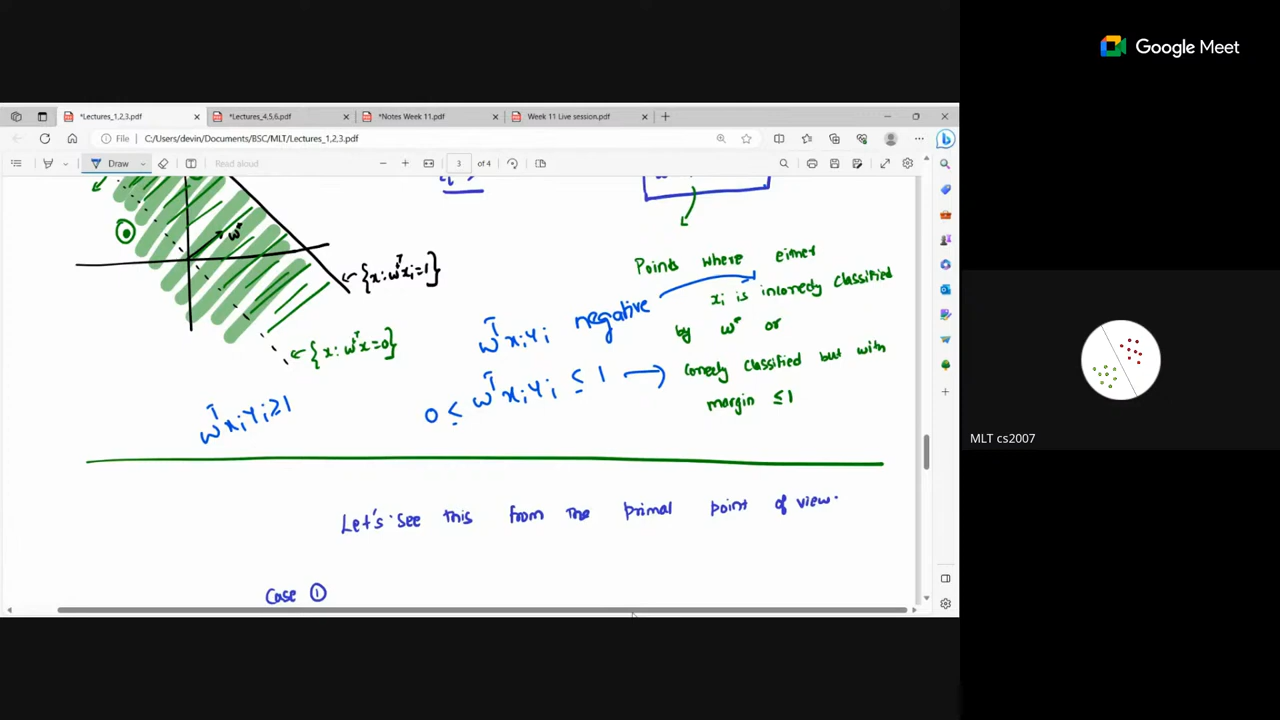 Google Meet
*Lectures_1,2,3.pdf
*Lectures_4,5,6.pdf
*Notes Week 11.pdf
Week 11 Live session.pdf
File
C:/Users/devin/Documents/BSC/MLT/Lectures_1,2,3.pdf
Draw
Read aloud
3 of 4
w*
{x: wᵀxi=1}
{x: wᵀx=0}
wᵀxiyi≥1
Points where either
xi is incorrecly classified
by w* or
correcly classified but with
margin ≤1
wᵀxiyi negative
0 ≤ wᵀxiyi ≤ 1
Let's see this from the primal point of view.
Case ①
MLT cs2007